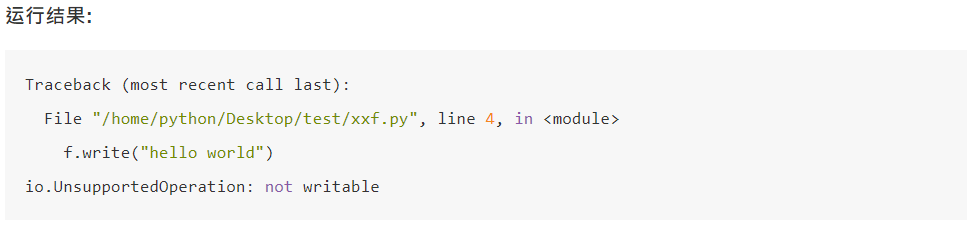 运行结果:
Traceback (most recent call last):
  File "/home/python/Desktop/test/xxf.py", line 4, in <module>
    f.write("hello world")
io.UnsupportedOperation: not writable